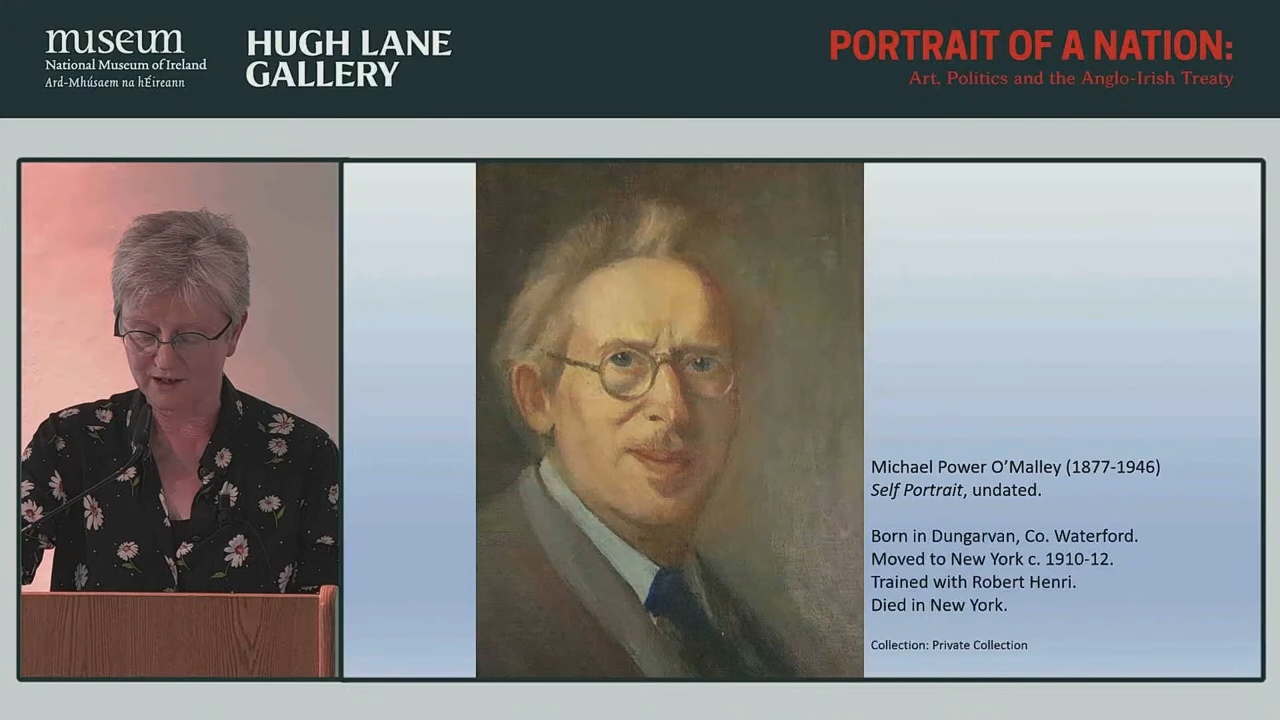 museum
National Museum of Ireland
Ard-Mhúsaem na hÉireann
HUGH LANE
GALLERY
PORTRAIT OF A NATION:
Art, Politics and the Anglo-Irish Treaty
Michael Power O'Malley (1877-1946)
Self Portrait, undated.
Born in Dungarvan, Co. Waterford.
Moved to New York c. 1910-12.
Trained with Robert Henri.
Died in New York.
Collection: Private Collection